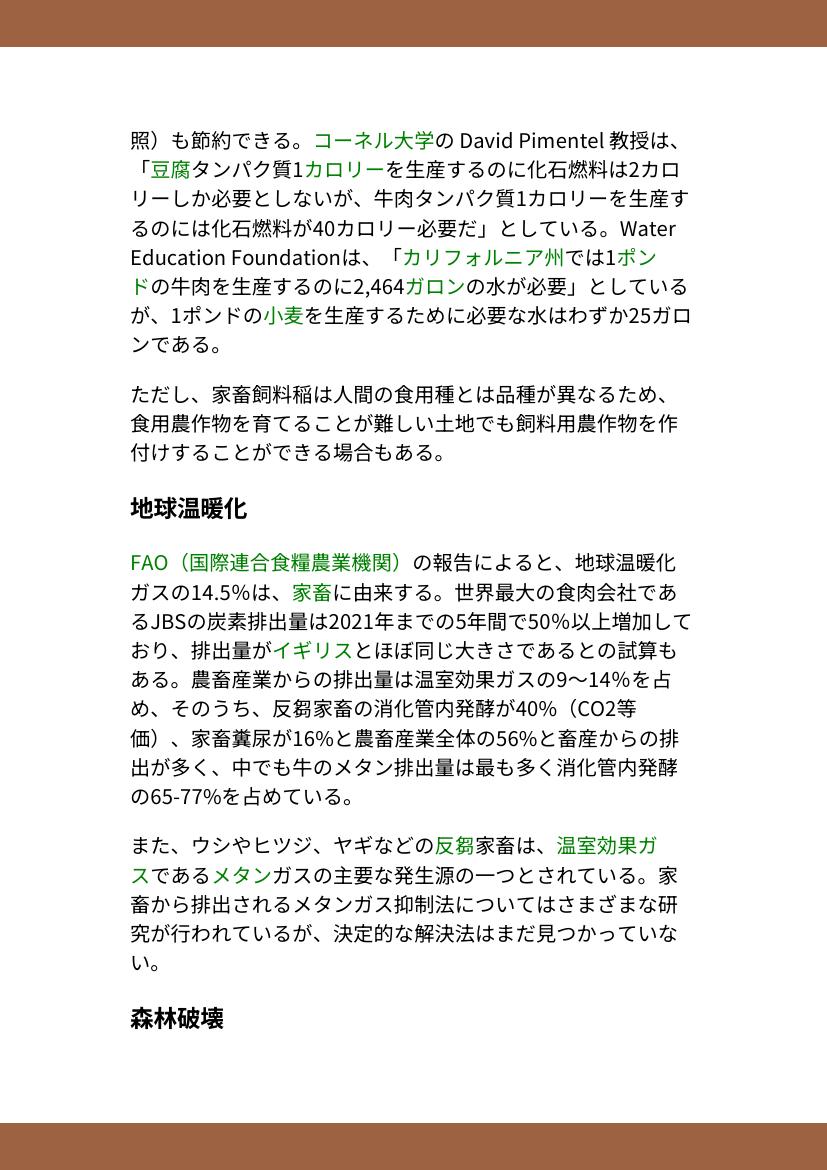 照）も節約できる。コーネル大学の David Pimentel 教授は、
「豆腐タンパク質1カロリーを生産するのに化石燃料は2カロ
リーしか必要としないが、牛肉タンパク質1カロリーを生産す
るのには化石燃料が40カロリー必要だ」としている。Water
Education Foundationは、「カリフォルニア州では1ポン
ドの牛肉を生産するのに2,464ガロンの水が必要」としている
が、1ポンドの小麦を生産するために必要な水はわずか25ガロ
ンである。
ただし、家畜飼料稲は人間の食用種とは品種が異なるため、
食用農作物を育てることが難しい土地でも飼料用農作物を作
付けすることができる場合もある。
地球温暖化
FAO（国際連合食糧農業機関）の報告によると、地球温暖化
ガスの14.5%は、家畜に由来する。世界最大の食肉会社であ
るJBSの炭素排出量は2021年までの5年間で50%以上増加して
おり、排出量がイギリスとほぼ同じ大きさであるとの試算も
ある。農畜産業からの排出量は温室効果ガスの9〜14%を占
め、そのうち、反芻家畜の消化管内発酵が40%（CO2等
価）、家畜糞尿が16%と農畜産業全体の56%と畜産からの排
出が多く、中でも牛のメタン排出量は最も多く消化管内発酵
の65-77%を占めている。
また、ウシやヒツジ、ヤギなどの反芻家畜は、温室効果ガ
スであるメタンガスの主要な発生源の一つとされている。家
畜から排出されるメタンガス抑制法についてはさまざまな研
究が行われているが、決定的な解決法はまだ見つかっていな
い。
森林破壊